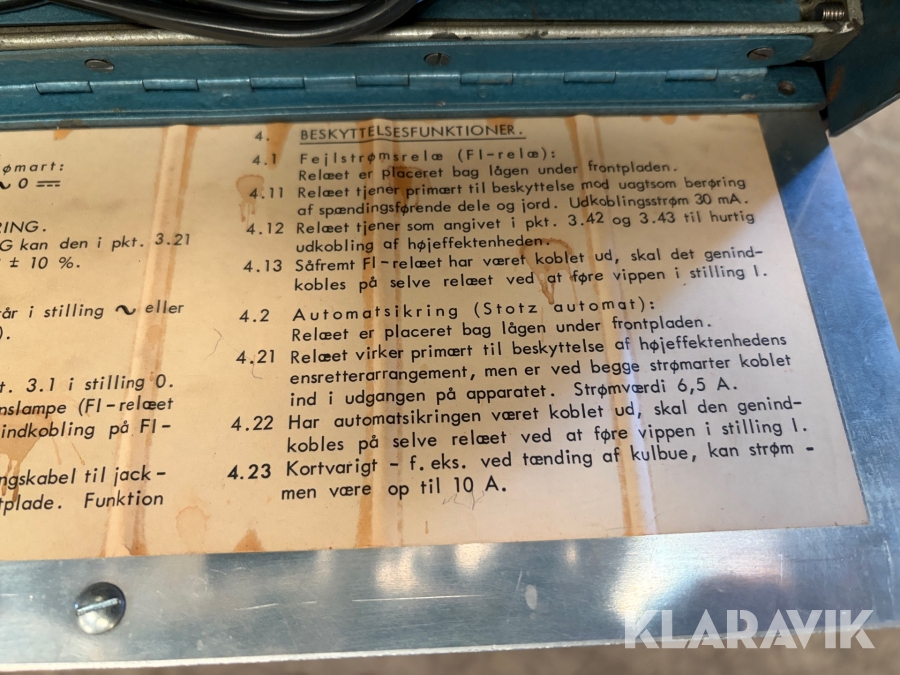 ømart:
∿ 0 ⎓
RING.
G kan den i pkt. 3.21
± 10 %.
år i stilling ∿ eller
).
t. 3.1 i stilling 0.
nslampe (FI-relæet
indkobling på FI-
ngskabel til jack-
tplade. Funktion
4. BESKYTTELSESFUNKTIONER.
4.1 Fejlstrømsrelæ (FI-relæ):
Relæet er placeret bag lågen under frontpladen.
4.11 Relæet tjener primært til beskyttelse mod uagtsom berøring
af spændingsførende dele og jord. Udkoblingsstrøm 30 mA.
4.12 Relæet tjener som angivet i pkt. 3.42 og 3.43 til hurtig
udkobling af højeffektenheden.
4.13 Såfremt FI-relæet har været koblet ud, skal det genind-
kobles på selve relæet ved at føre vippen i stilling I.
4.2 Automatsikring (Stotz automat):
Relæet er placeret bag lågen under frontpladen.
4.21 Relæet virker primært til beskyttelse af højeffektenhedens
ensretterarrangement, men er ved begge strømarter koblet
ind i udgangen på apparatet. Strømværdi 6,5 A.
4.22 Har automatsikringen været koblet ud, skal den genind-
kobles på selve relæet ved at føre vippen i stilling I.
4.23 Kortvarigt - f.eks. ved tænding af kulbue, kan strøm-
men være op til 10 A.
KLARAVIK